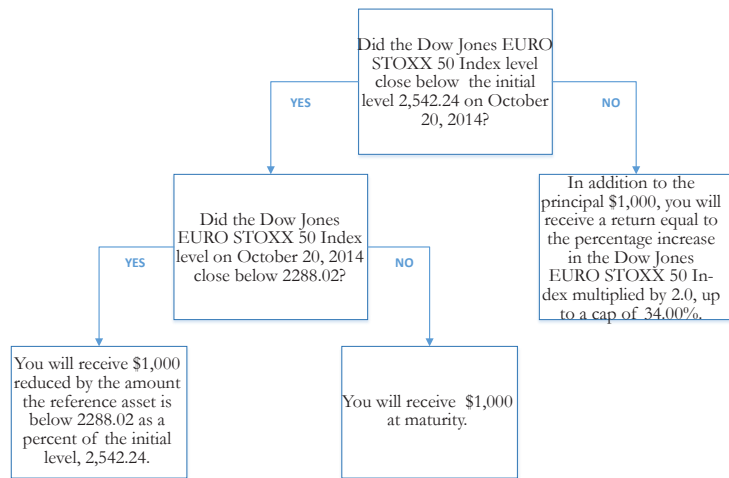 Did the Dow Jones EURO
STOXX 50 Index level
close below the initial
level 2,542.24 on October
20, 2014?
YES
NO
Did the Dow Jones
EURO STOXX 50 Index
level on October 20, 2014
close below 2288.02?
In addition to the
principal $1,000, you will
receive a return equal to
the percentage increase
in the Dow Jones
EURO STOXX 50 In-
dex multiplied by 2.0, up
to a cap of 34.00%.
YES
NO
You will receive $1,000
reduced by the amount
the reference asset is
below 2288.02 as a
percent of the initial
level, 2,542.24.
You will receive $1,000
at maturity.